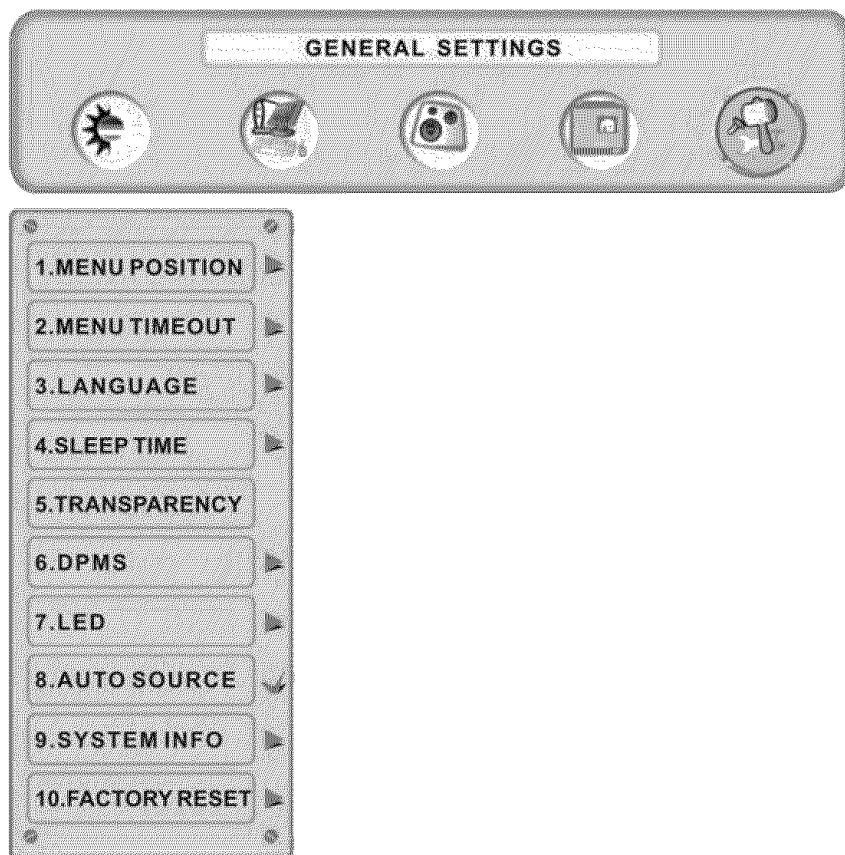 GENERAL SETTINGS
1.MENU POSITION
2.MENU TIMEOUT
3.LANGUAGE
4.SLEEP TIME
5.TRANSPARENCY
6.DPMS
7.LED
8.AUTO SOURCE
9.SYSTEM INFO
10.FACTORY RESET